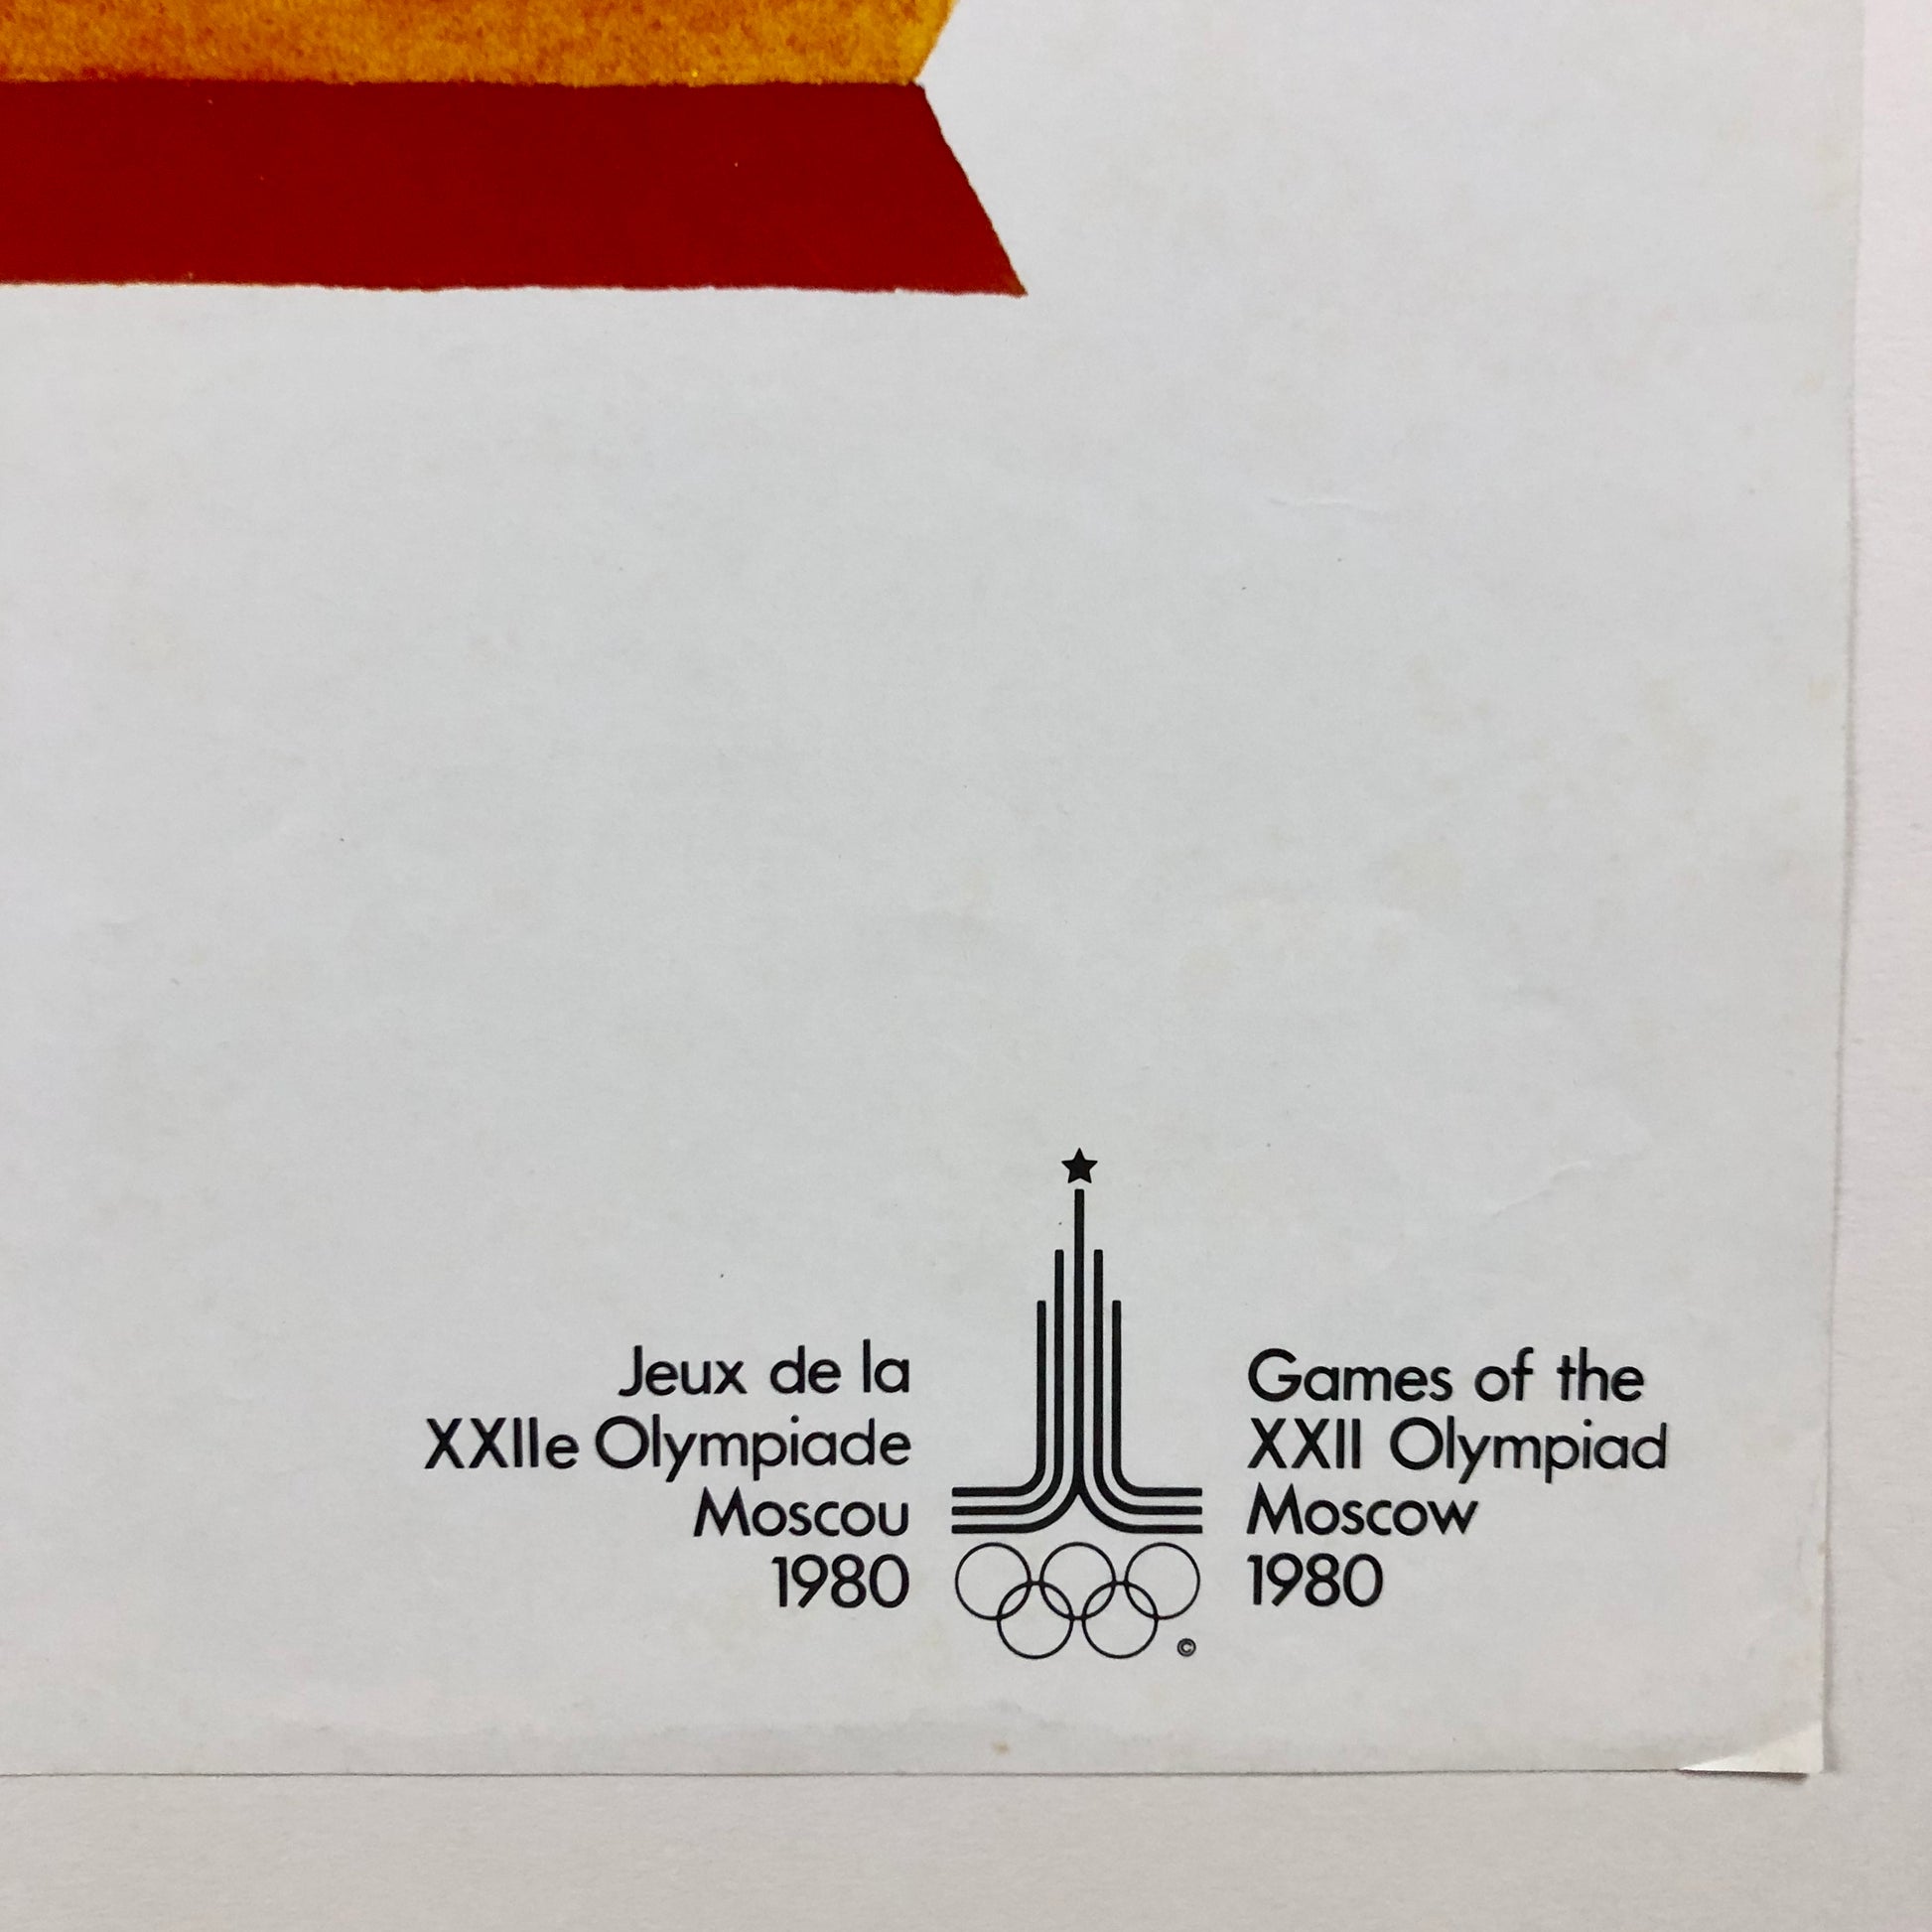 Jeux de la
XXIIe Olympiade
Moscou
1980
Games of the
XXII Olympiad
Moscow
1980
©